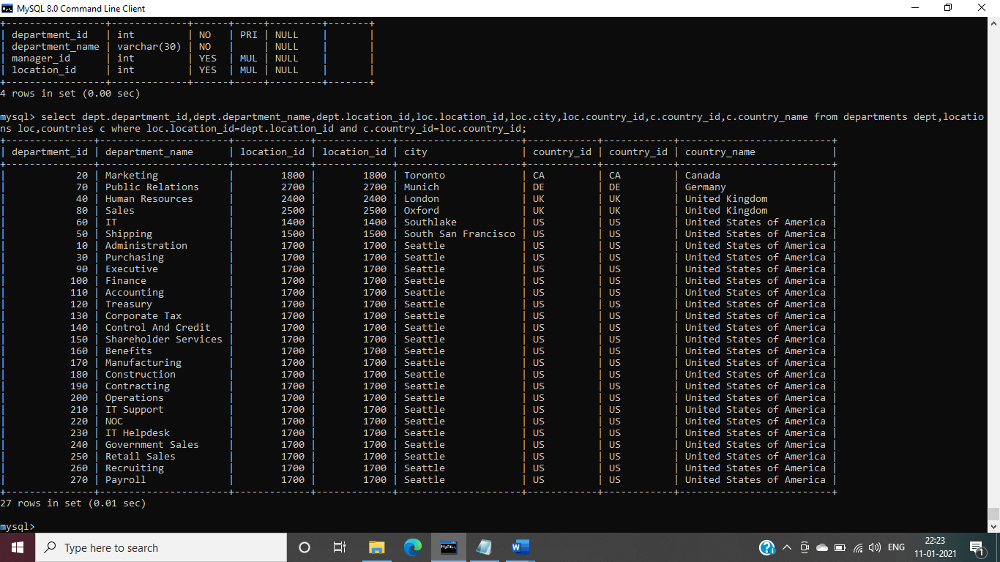 MySQL 8.0 Command Line Client
+-----------------+-------------+------+-----+---------+-------+
| department_id   | int         | NO   | PRI | NULL    |       |
| department_name | varchar(30) | NO   |     | NULL    |       |
| manager_id      | int         | YES  | MUL | NULL    |       |
| location_id     | int         | YES  | MUL | NULL    |       |
+-----------------+-------------+------+-----+---------+-------+
4 rows in set (0.00 sec)

mysql> select dept.department_id,dept.department_name,dept.location_id,loc.location_id,loc.city,loc.country_id,c.country_id,c.country_name from departments dept,locatio
ns loc,countries c where loc.location_id=dept.location_id and c.country_id=loc.country_id;
+---------------+----------------------+-------------+-------------+---------------------+------------+------------+--------------------------+
| department_id | department_name      | location_id | location_id | city                | country_id | country_id | country_name             |
+---------------+----------------------+-------------+-------------+---------------------+------------+------------+--------------------------+
|            20 | Marketing            |        1800 |        1800 | Toronto             | CA         | CA         | Canada                   |
|            70 | Public Relations     |        2700 |        2700 | Munich              | DE         | DE         | Germany                  |
|            40 | Human Resources      |        2400 |        2400 | London              | UK         | UK         | United Kingdom           |
|            80 | Sales                |        2500 |        2500 | Oxford              | UK         | UK         | United Kingdom           |
|            60 | IT                   |        1400 |        1400 | Southlake           | US         | US         | United States of America |
|            50 | Shipping             |        1500 |        1500 | South San Francisco | US         | US         | United States of America |
|            10 | Administration       |        1700 |        1700 | Seattle             | US         | US         | United States of America |
|            30 | Purchasing           |        1700 |        1700 | Seattle             | US         | US         | United States of America |
|            90 | Executive            |        1700 |        1700 | Seattle             | US         | US         | United States of America |
|           100 | Finance              |        1700 |        1700 | Seattle             | US         | US         | United States of America |
|           110 | Accounting           |        1700 |        1700 | Seattle             | US         | US         | United States of America |
|           120 | Treasury             |        1700 |        1700 | Seattle             | US         | US         | United States of America |
|           130 | Corporate Tax        |        1700 |        1700 | Seattle             | US         | US         | United States of America |
|           140 | Control And Credit   |        1700 |        1700 | Seattle             | US         | US         | United States of America |
|           150 | Shareholder Services |        1700 |        1700 | Seattle             | US         | US         | United States of America |
|           160 | Benefits             |        1700 |        1700 | Seattle             | US         | US         | United States of America |
|           170 | Manufacturing        |        1700 |        1700 | Seattle             | US         | US         | United States of America |
|           180 | Construction         |        1700 |        1700 | Seattle             | US         | US         | United States of America |
|           190 | Contracting          |        1700 |        1700 | Seattle             | US         | US         | United States of America |
|           200 | Operations           |        1700 |        1700 | Seattle             | US         | US         | United States of America |
|           210 | IT Support           |        1700 |        1700 | Seattle             | US         | US         | United States of America |
|           220 | NOC                  |        1700 |        1700 | Seattle             | US         | US         | United States of America |
|           230 | IT Helpdesk          |        1700 |        1700 | Seattle             | US         | US         | United States of America |
|           240 | Government Sales     |        1700 |        1700 | Seattle             | US         | US         | United States of America |
|           250 | Retail Sales         |        1700 |        1700 | Seattle             | US         | US         | United States of America |
|           260 | Recruiting           |        1700 |        1700 | Seattle             | US         | US         | United States of America |
|           270 | Payroll              |        1700 |        1700 | Seattle             | US         | US         | United States of America |
+---------------+----------------------+-------------+-------------+---------------------+------------+------------+--------------------------+
27 rows in set (0.01 sec)

mysql>
Type here to search
ENG
22:23
11-01-2021
1